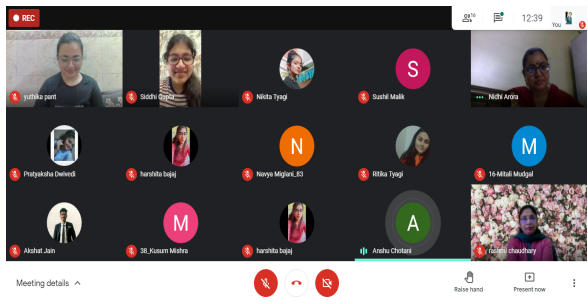 REC
16
12:39
You
yuthika pant
Siddhi Gupta
Nikita Tyagi
S
Sushil Malik
Nidhi Arora
Pratyaksha Dwivedi
harshita bajaj
N
Navya Miglani_83
Ritika Tyagi
M
16-Mitali Mudgal
Akshat Jain
M
38_Kusum Mishra
harshita bajaj
A
Anshu Chotani
rashmi chaudhary
Meeting details
Raise hand
Present now